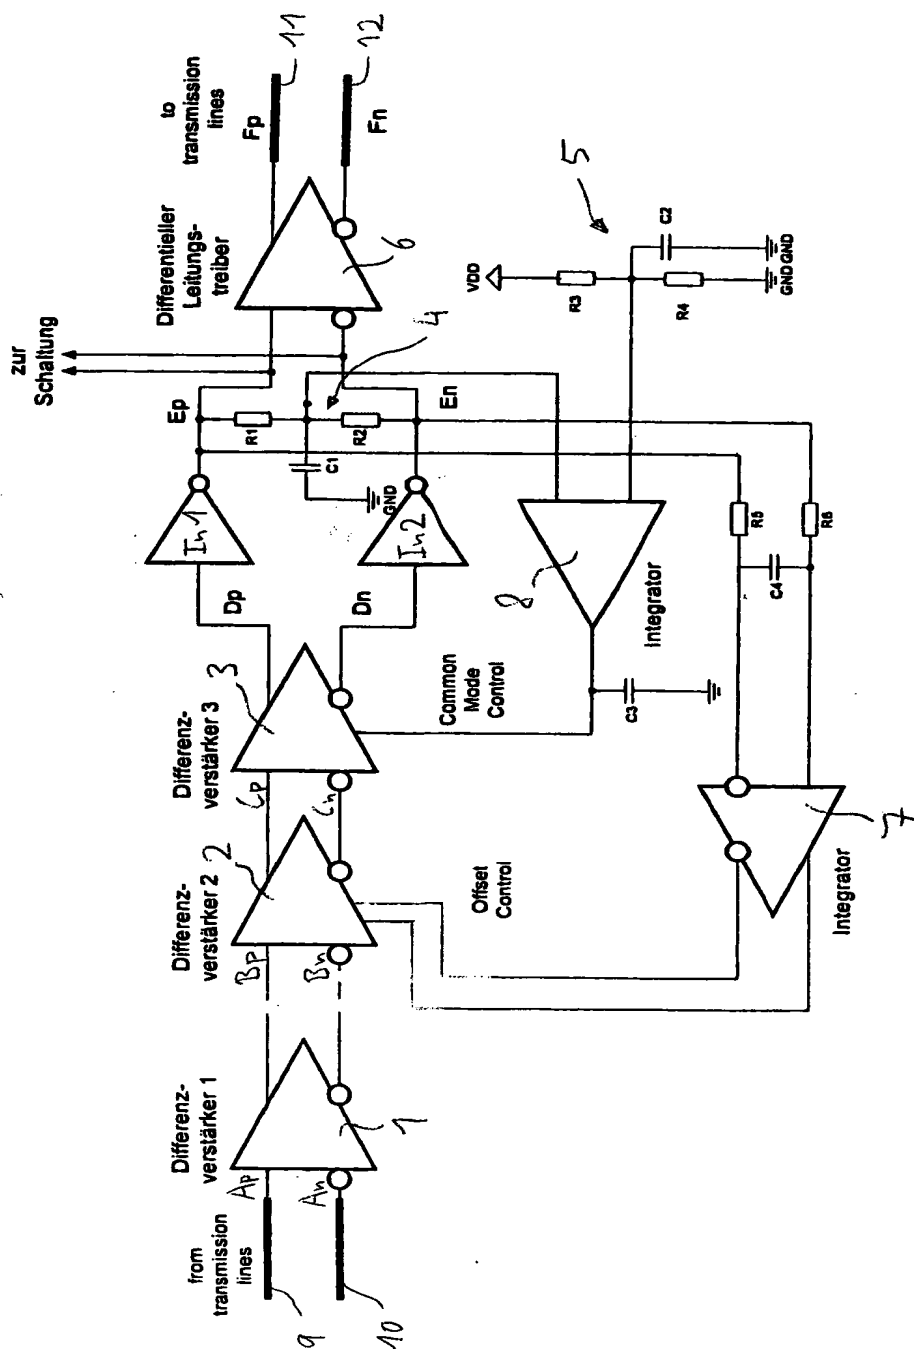 from
transmission
lines
9
10
Ap
An
Differenz-
verstärker 1
1
Bp
Bn
Differenz-
verstärker 2
2
Cp
Cn
Differenz-
verstärker 3
3
Dp
Dn
In1
In2
Ep
En
R1
R2
C1
GND
4
zur
Schaltung
Differentieller
Leitungs-
treiber
6
to
transmission
lines
Fp
Fn
11
12
Offset
Control
Common
Mode
Control
C3
8
Integrator
VDD
R3
R4
C2
GND
GND
5
R5
R6
C4
7
Integrator